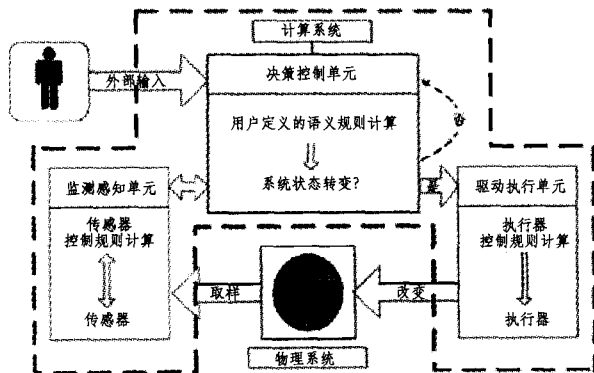 计算系统
决策控制单元
外部输入
用户定义的语义规则计算
否
系统状态转变?
是
监测感知单元
驱动执行单元
传感器
控制规则计算
执行器
控制规则计算
取样
改变
传感器
执行器
物理系统